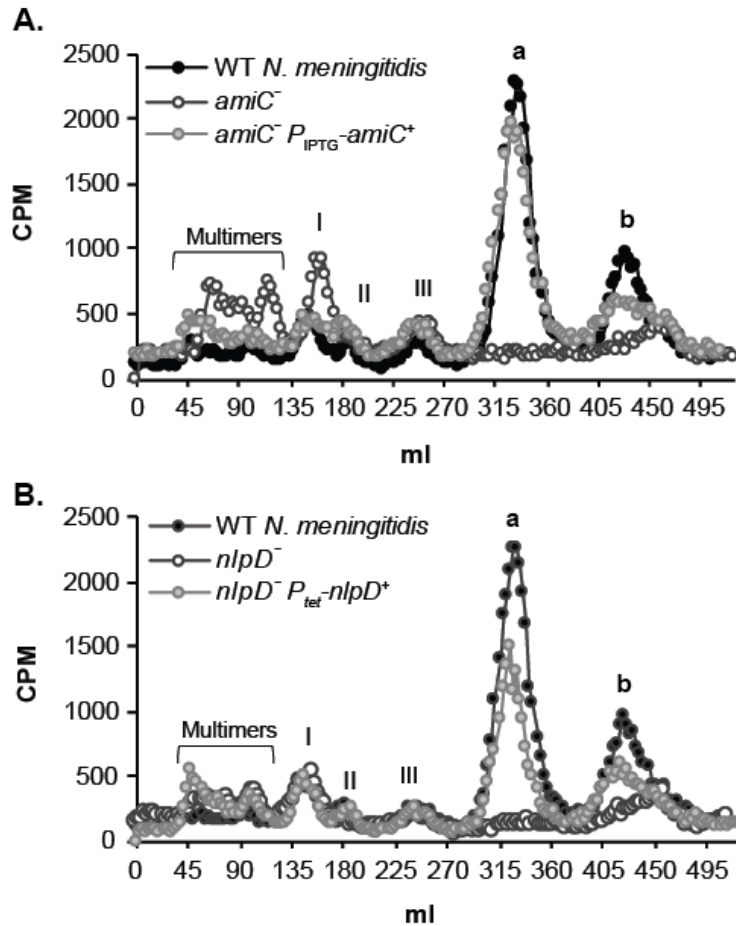 A.
2500
2000
1500
1000
500
0
CPM
WT N. meningitidis
amiC⁻
amiC⁻ P_IPTG-amiC⁺
a
b
Multimers
I
II
III
0 45 90 135 180 225 270 315 360 405 450 495
ml
B.
2500
2000
1500
1000
500
0
CPM
WT N. meningitidis
nlpD⁻
nlpD⁻ P_tet-nlpD⁺
a
b
Multimers
I
II
III
0 45 90 135 180 225 270 315 360 405 450 495
ml